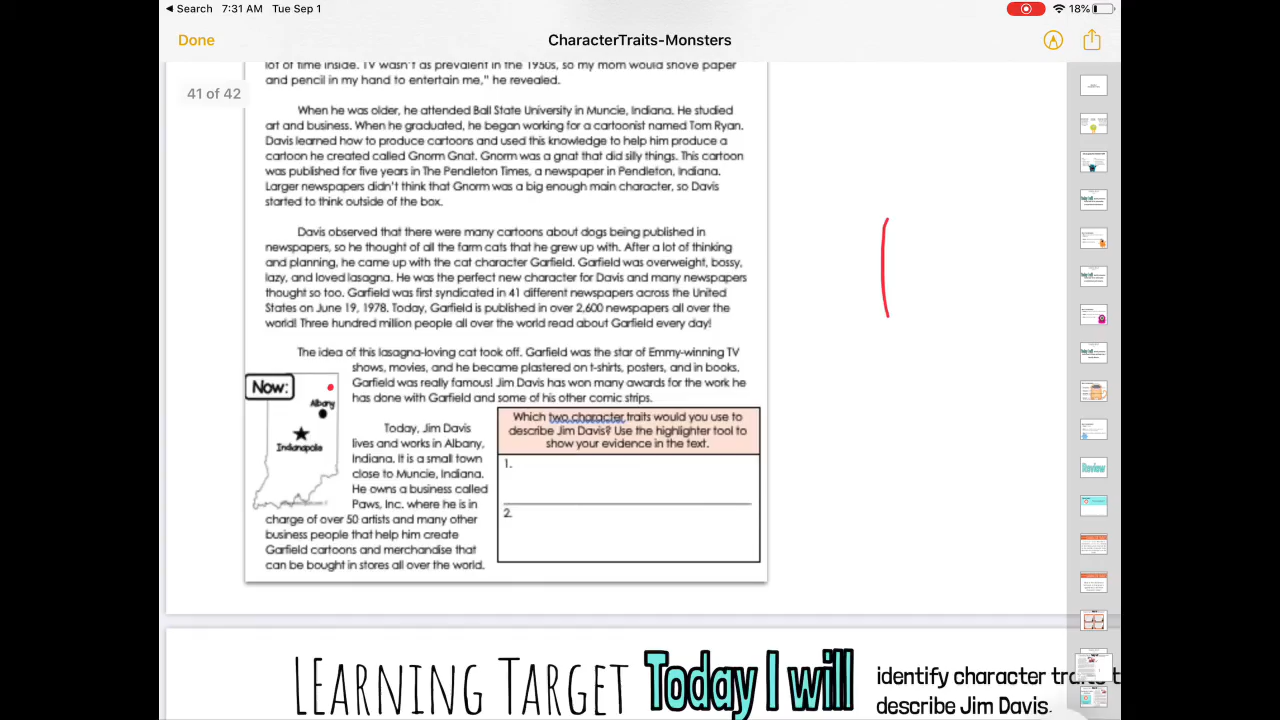 Search 7:31 AM Tue Sep 1 18%
Done CharacterTraits-Monsters
41 of 42
lot of time inside. TV wasn't as prevalent in the 1950s, so my mom would shove paper
and pencil in my hand to entertain me," he revealed.
When he was older, he attended Ball State University in Muncie, Indiana. He studied
art and business. When he graduated, he began working for a cartoonist named Tom Ryan.
Davis learned how to produce cartoons and used this knowledge to help him produce a
cartoon he created called Gnorm Gnat. Gnorm was a gnat that did silly things. This cartoon
was published for five years in The Pendleton Times, a newspaper in Pendleton, Indiana.
Larger newspapers didn't think that Gnorm was a big enough main character, so Davis
started to think outside of the box.
Davis observed that there were many cartoons about dogs being published in
newspapers, so he thought of all the farm cats that he grew up with. After a lot of thinking
and planning, he came up with the cat character Garfield. Garfield was overweight, bossy,
lazy, and loved lasagna. He was the perfect new character for Davis and many newspapers
thought so too. Garfield was first syndicated in 41 different newspapers across the United
States on June 19, 1978. Today, Garfield is published in over 2,600 newspapers all over the
world! Three hundred million people all over the world read about Garfield every day!
The idea of this lasagna-loving cat took off. Garfield was the star of Emmy-winning TV
shows, movies, and he became plastered on t-shirts, posters, and in books.
Garfield was really famous! Jim Davis has won many awards for the work he
has done with Garfield and some of his other comic strips.
Now:
Albany
Indianapolis
Today, Jim Davis
lives and works in Albany,
Indiana. It is a small town
close to Muncie, Indiana.
He owns a business called
Paws, Inc. where he is in
charge of over 50 artists and many other
business people that help him create
Garfield cartoons and merchandise that
can be bought in stores all over the world.
Which two character traits would you use to
describe Jim Davis? Use the highlighter tool to
show your evidence in the text.
1.
2.
LEARNING TARGET Today I will identify character traits t
describe Jim Davis.
Review